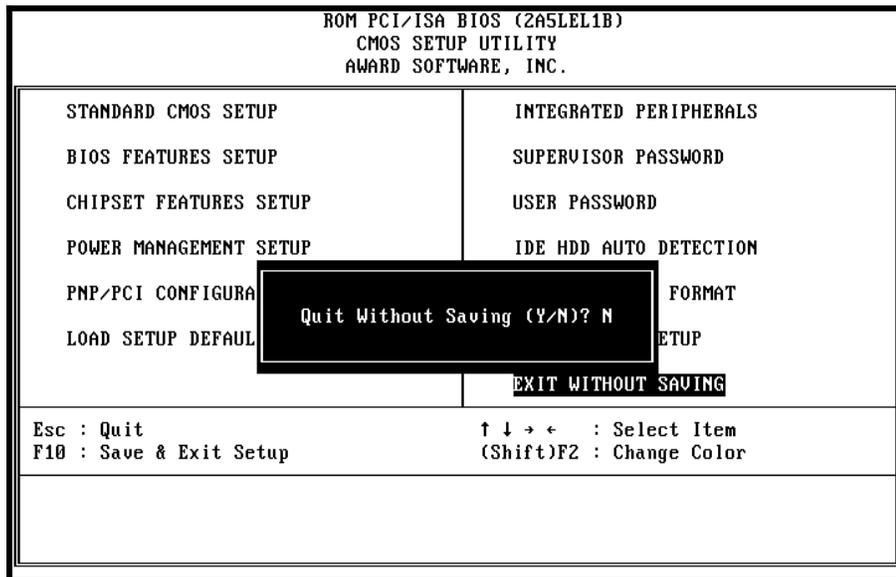 ROM PCI/ISA BIOS (2A5LEL1B)
CMOS SETUP UTILITY
AWARD SOFTWARE, INC.
STANDARD CMOS SETUP
BIOS FEATURES SETUP
CHIPSET FEATURES SETUP
POWER MANAGEMENT SETUP
PNP/PCI CONFIGURA
LOAD SETUP DEFAUL
INTEGRATED PERIPHERALS
SUPERVISOR PASSWORD
USER PASSWORD
IDE HDD AUTO DETECTION
FORMAT
ETUP
EXIT WITHOUT SAVING
Quit Without Saving (Y/N)? N
Esc : Quit
F10 : Save & Exit Setup
↑ ↓ → ← : Select Item
(Shift)F2 : Change Color